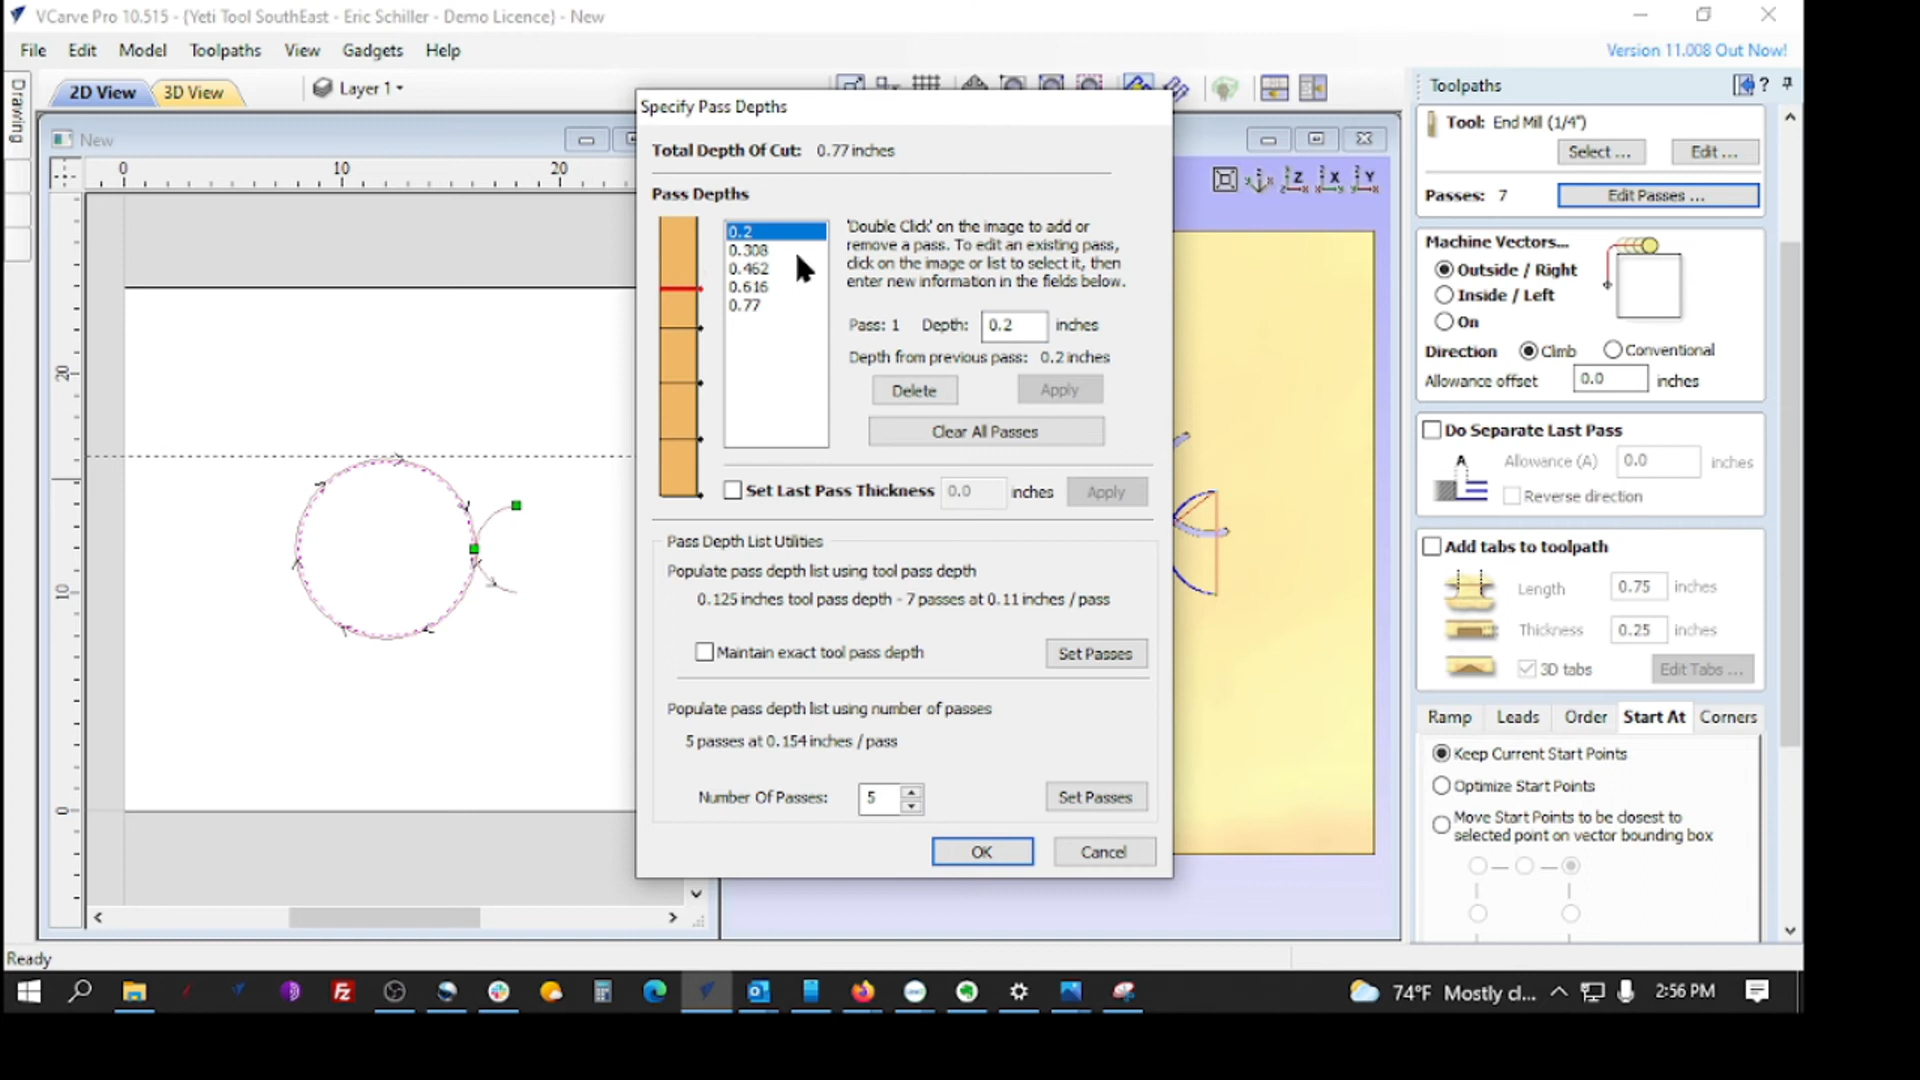 VCarve Pro 10.515 - {Yeti Tool SouthEast - Eric Schiller - Demo Licence} - New
File Edit Model Toolpaths View Gadgets Help
Version 11.008 Out Now!
Drawing
2D View 3D View
Layer 1
Toolpaths ?
New
0 10 20
20
10
0
Z X Y
Specify Pass Depths
Total Depth Of Cut: 0.77 inches
Pass Depths
0.2
0.308
0.462
0.616
0.77
'Double Click' on the image to add or
remove a pass. To edit an existing pass,
click on the image or list to select it, then
enter new information in the fields below.
Pass: 1 Depth: 0.2 inches
Depth from previous pass: 0.2 inches
Delete Apply
Clear All Passes
Set Last Pass Thickness 0.0 inches Apply
Pass Depth List Utilities
Populate pass depth list using tool pass depth
0.125 inches tool pass depth - 7 passes at 0.11 inches / pass
Maintain exact tool pass depth Set Passes
Populate pass depth list using number of passes
5 passes at 0.154 inches / pass
Number Of Passes: 5 Set Passes
OK Cancel
Tool: End Mill (1/4")
Select ... Edit ...
Passes: 7 Edit Passes ...
Machine Vectors...
Outside / Right
Inside / Left
On
Direction Climb Conventional
Allowance offset 0.0 inches
Do Separate Last Pass
A Allowance (A) 0.0 inches
Reverse direction
Add tabs to toolpath
Length 0.75 inches
Thickness 0.25 inches
3D tabs Edit Tabs ...
Ramp Leads Order Start At Corners
Keep Current Start Points
Optimize Start Points
Move Start Points to be closest to
selected point on vector bounding box
Ready
FZ
74°F Mostly cl... 2:56 PM